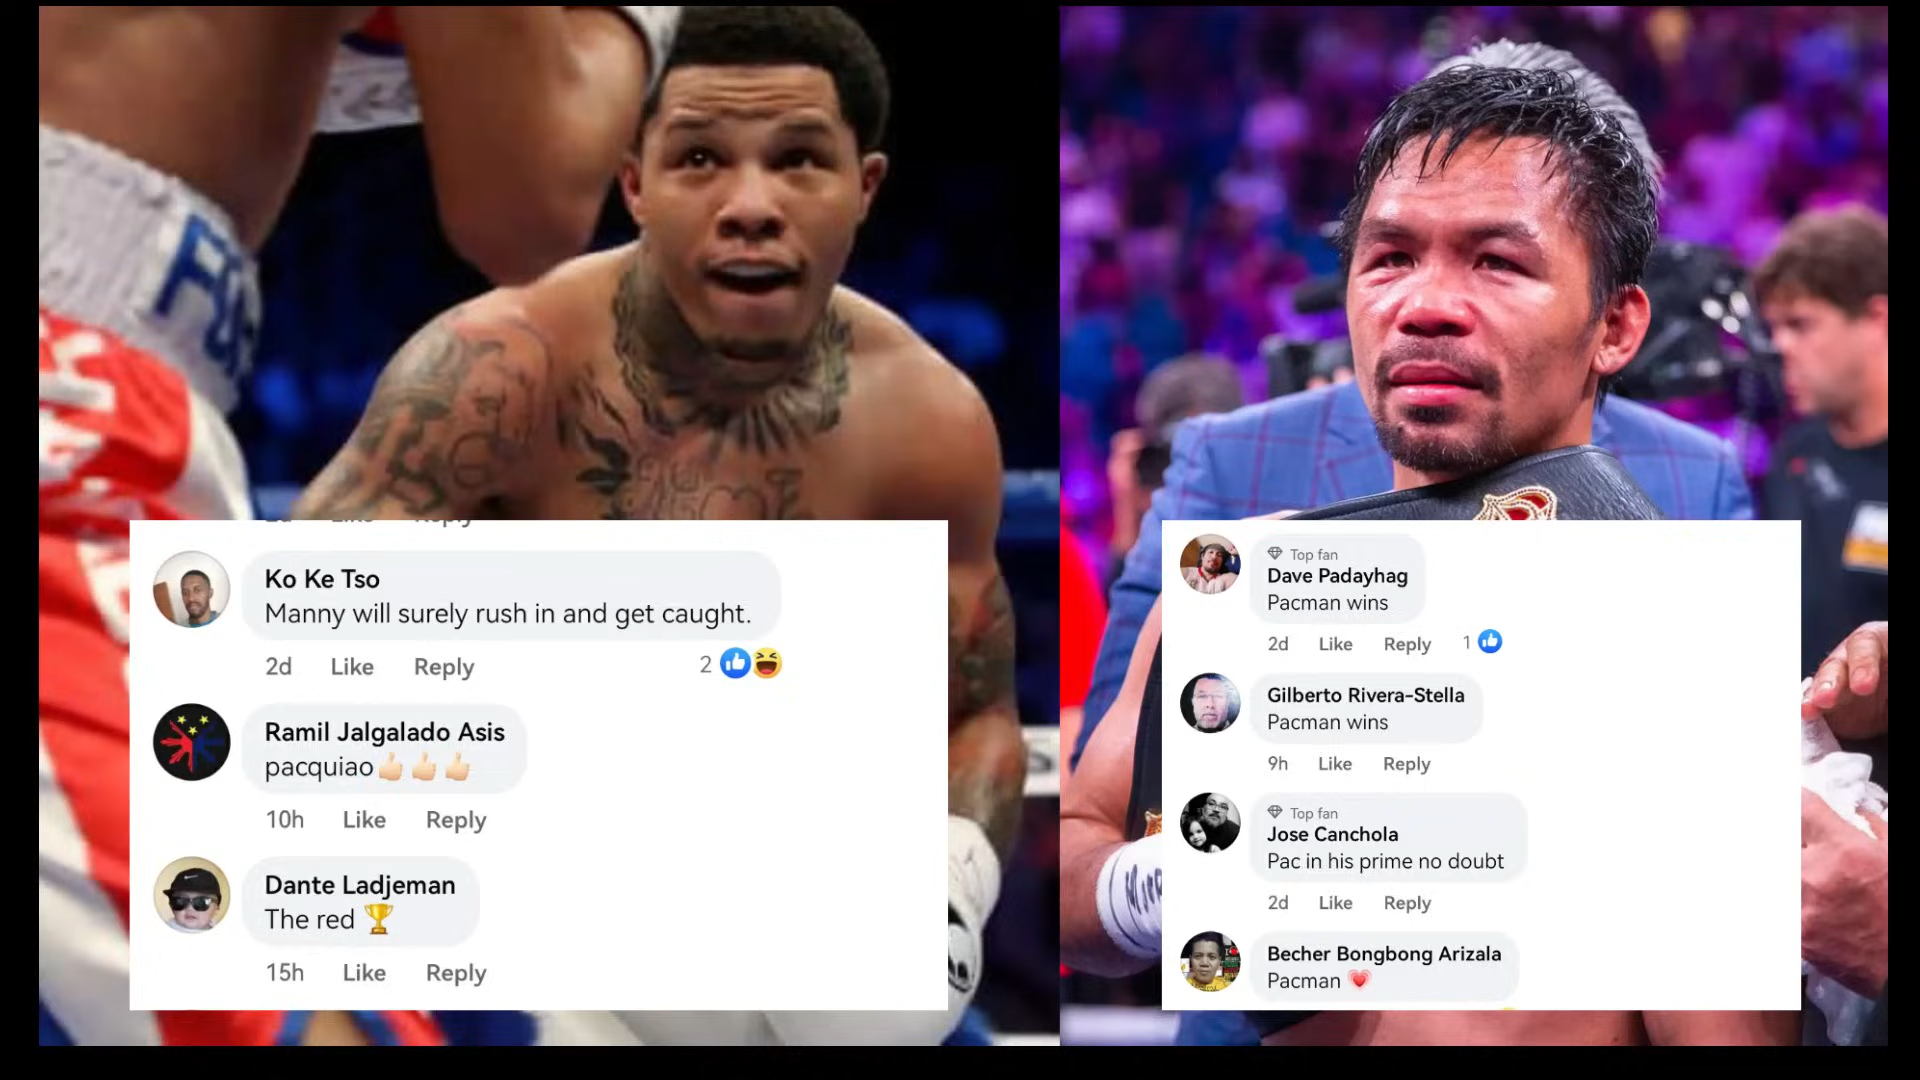 Ko Ke Tso
Manny will surely rush in and get caught.
2d Like Reply 2
Ramil Jalgalado Asis
pacquiao👍🏻👍🏻👍🏻
10h Like Reply
Dante Ladjeman
The red 🏆
15h Like Reply
Top fan
Dave Padayhag
Pacman wins
2d Like Reply 1
Gilberto Rivera-Stella
Pacman wins
9h Like Reply
Top fan
Jose Canchola
Pac in his prime no doubt
2d Like Reply
Becher Bongbong Arizala
Pacman 💗